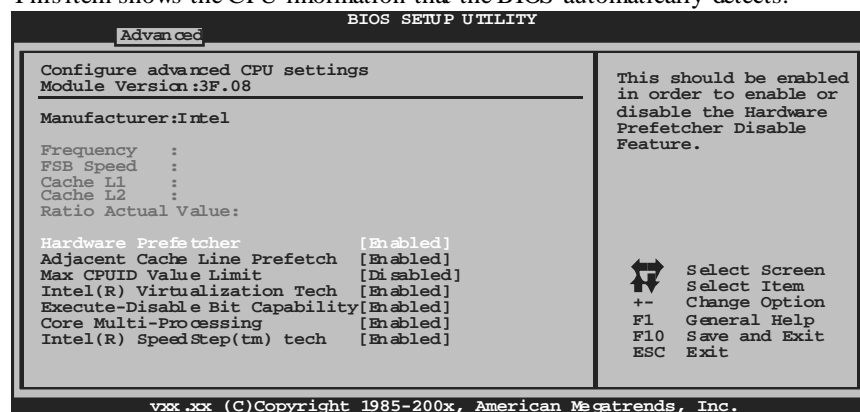 This item shows the CPU information that the BIOS automatically detects.
BIOS SETUP UTILITY
Advanced
Configure advanced CPU settings
Module Version:3F.08
Manufacturer:Intel
Frequency :
FSB Speed :
Cache L1 :
Cache L2 :
Ratio Actual Value:
Hardware Prefetcher [Enabled]
Adjacent Cache Line Prefetch [Enabled]
Max CPUID Value Limit [Disabled]
Intel(R) Virtualization Tech [Enabled]
Execute-Disable Bit Capability[Enabled]
Core Multi-Processing [Enabled]
Intel(R) SpeedStep(tm) tech [Enabled]
This should be enabled
in order to enable or
disable the Hardware
Prefetcher Disable
Feature.
Select Screen
Select Item
+- Change Option
F1 General Help
F10 Save and Exit
ESC Exit
vxx.xx (C)Copyright 1985-200x, American Megatrends, Inc.